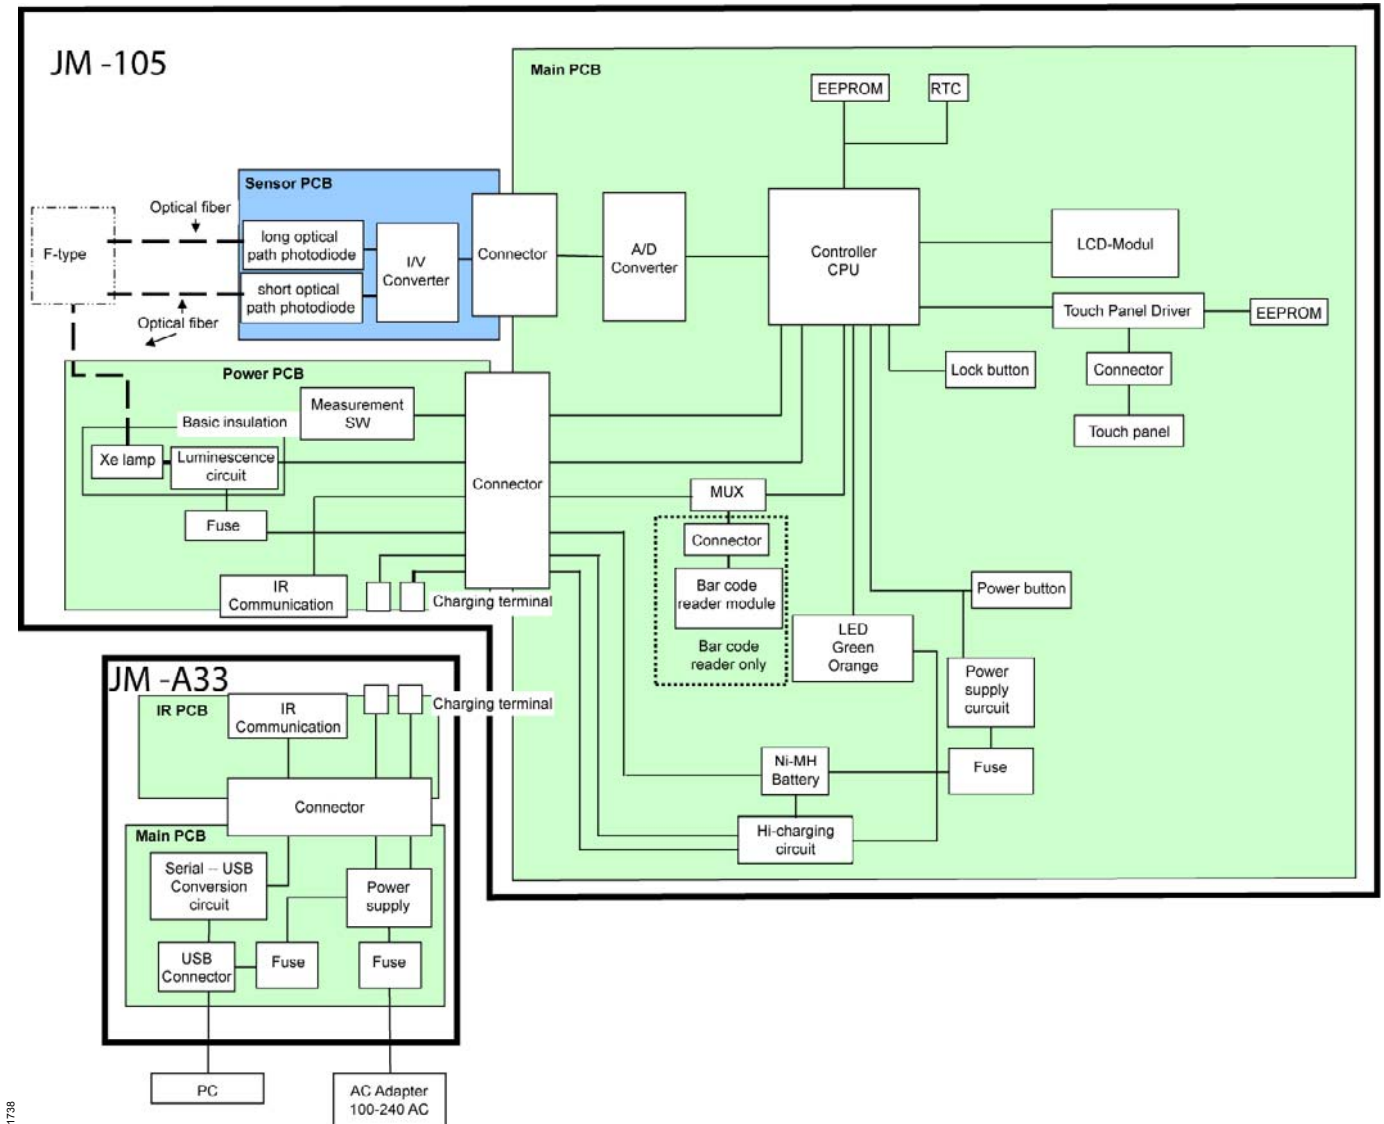 JM -105
Main PCB
EEPROM
RTC
Sensor PCB
Optical fiber
F-type
long optical
path photodiode
short optical
path photodiode
I/V
Converter
Connector
A/D
Converter
Controller
CPU
LCD-Modul
Optical fiber
Touch Panel Driver
EEPROM
Lock button
Connector
Touch panel
Power PCB
Measurement
SW
Basic insulation
Xe lamp
Luminescence
circuit
Fuse
Connector
IR
Communication
Charging terminal
MUX
Connector
Bar code
reader module
Bar code
reader only
LED
Green
Orange
Power button
Power
supply
curcuit
Fuse
Ni-MH
Battery
Hi-charging
circuit
JM -A33
IR PCB
IR
Communication
Charging terminal
Connector
Main PCB
Serial – USB
Conversion
circuit
Power
supply
USB
Connector
Fuse
Fuse
PC
AC Adapter
100-240 AC
1738